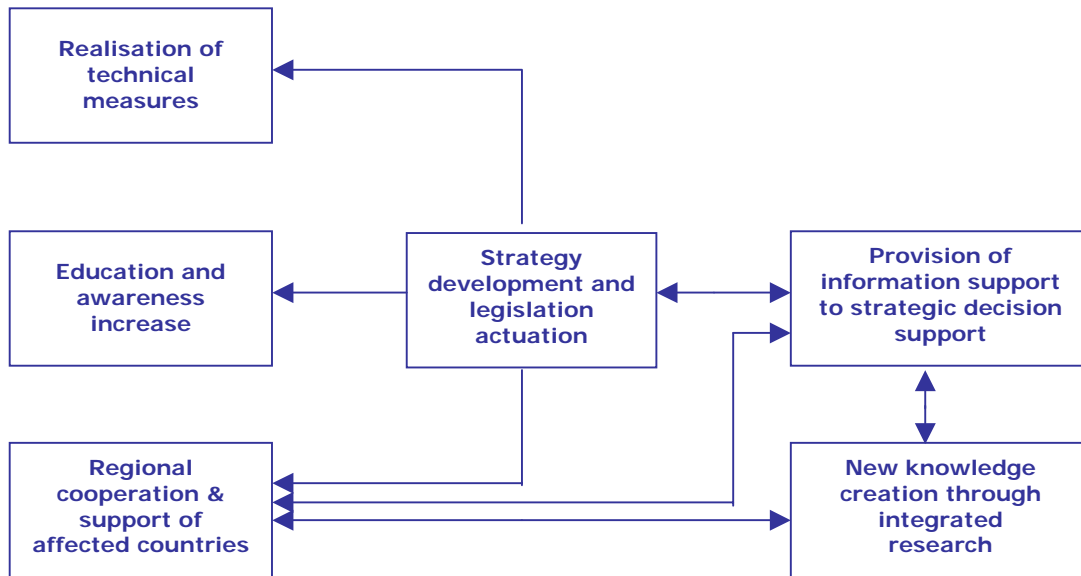 Realisation of
technical
measures
Education and
awareness
increase
Strategy
development and
legislation
actuation
Provision of
information support
to strategic decision
support
Regional
cooperation &
support of
affected countries
New knowledge
creation through
integrated
research